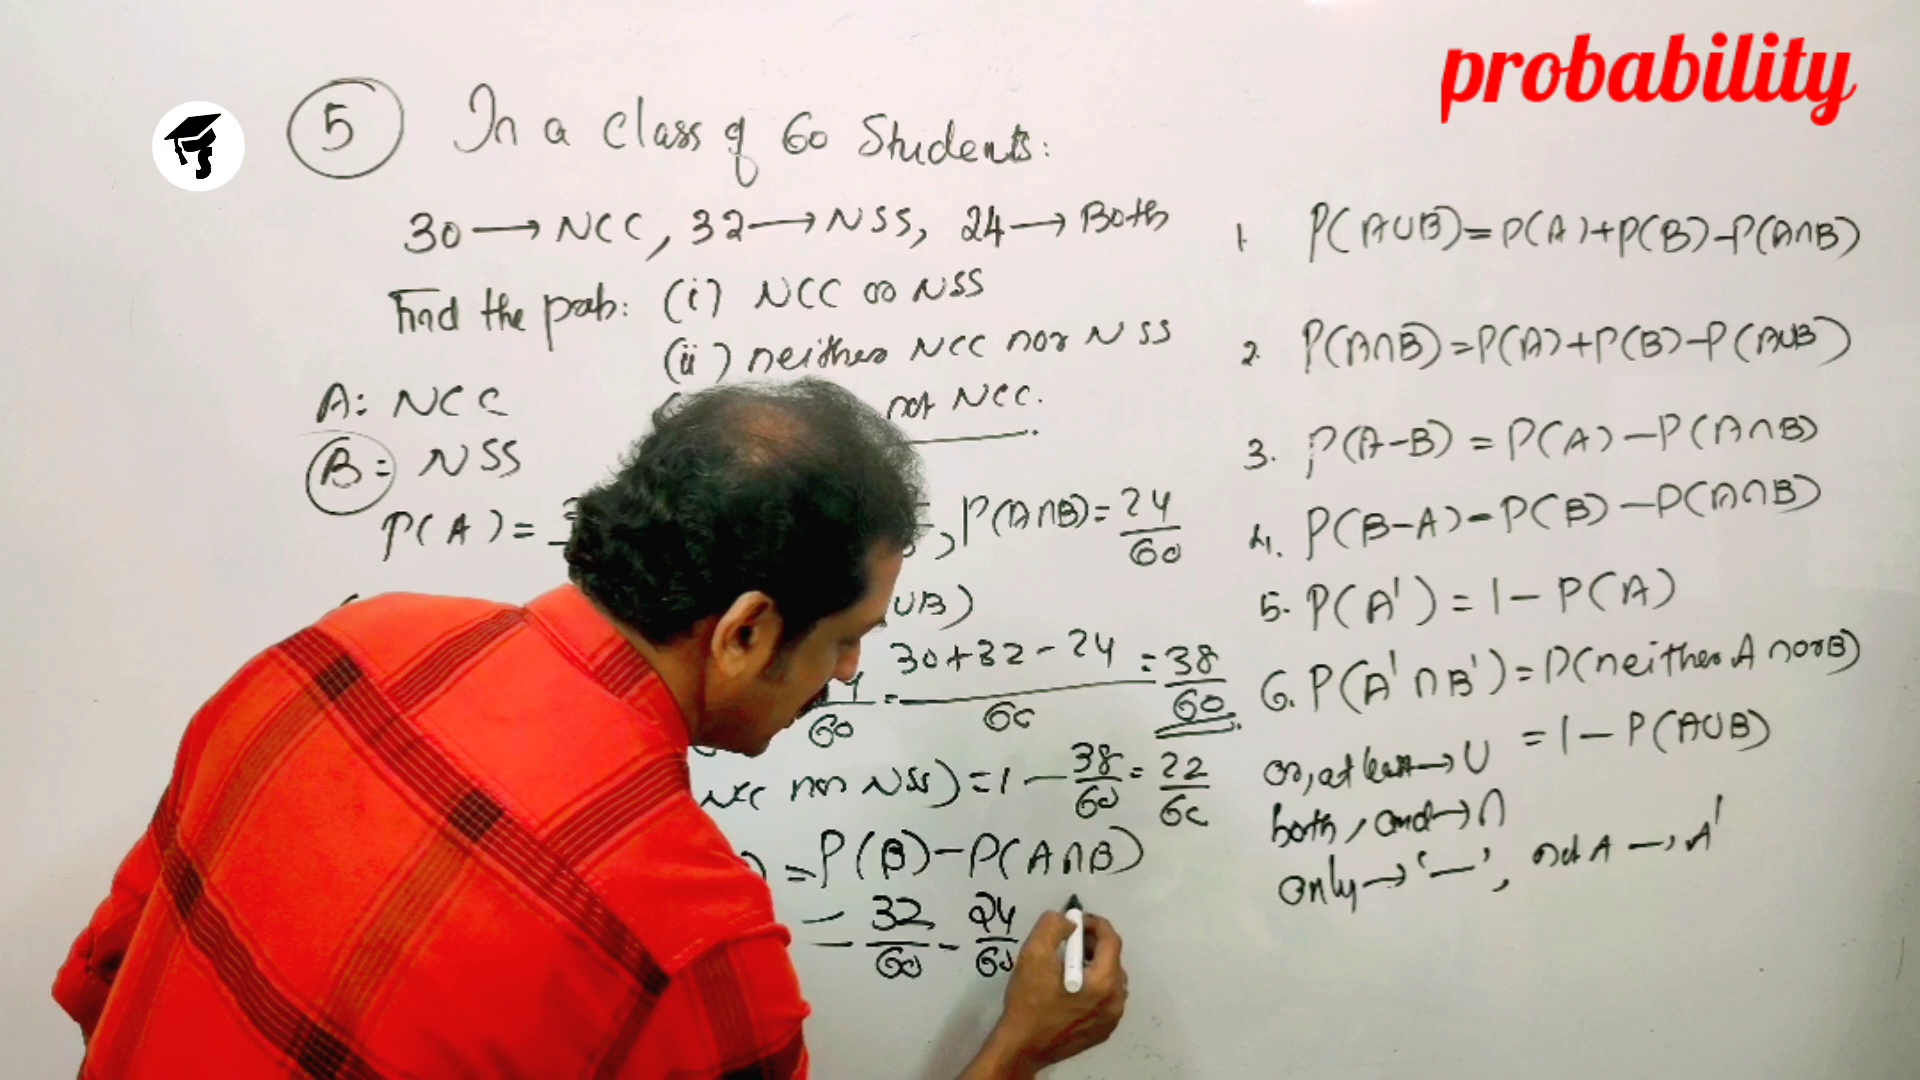 probability
5 In a Class of 60 Students:
30 → NCC, 32 → NSS, 24 → Both
Find the prob: (i) NCC or NSS
(ii) neither NCC nor NSS
not NCC.
A: NCC
B: NSS
P(A) =
, P(A∩B) = 24/60
∪B)
60 = 30+32-24/60 = 38/60
NCC nor NSS) = 1 - 38/60 = 22/60
) = P(B) - P(A∩B)
= 32/60 - 24/60
1. P(A∪B) = P(A)+P(B)-P(A∩B)
2. P(A∩B) = P(A)+P(B)-P(A∪B)
3. P(A-B) = P(A) - P(A∩B)
4. P(B-A) = P(B) - P(A∩B)
5. P(A') = 1 - P(A)
6. P(A'∩B') = P(neither A nor B)
= 1 - P(A∪B)
or, at least → ∪
both, and → ∩
only → '—', not A → A'